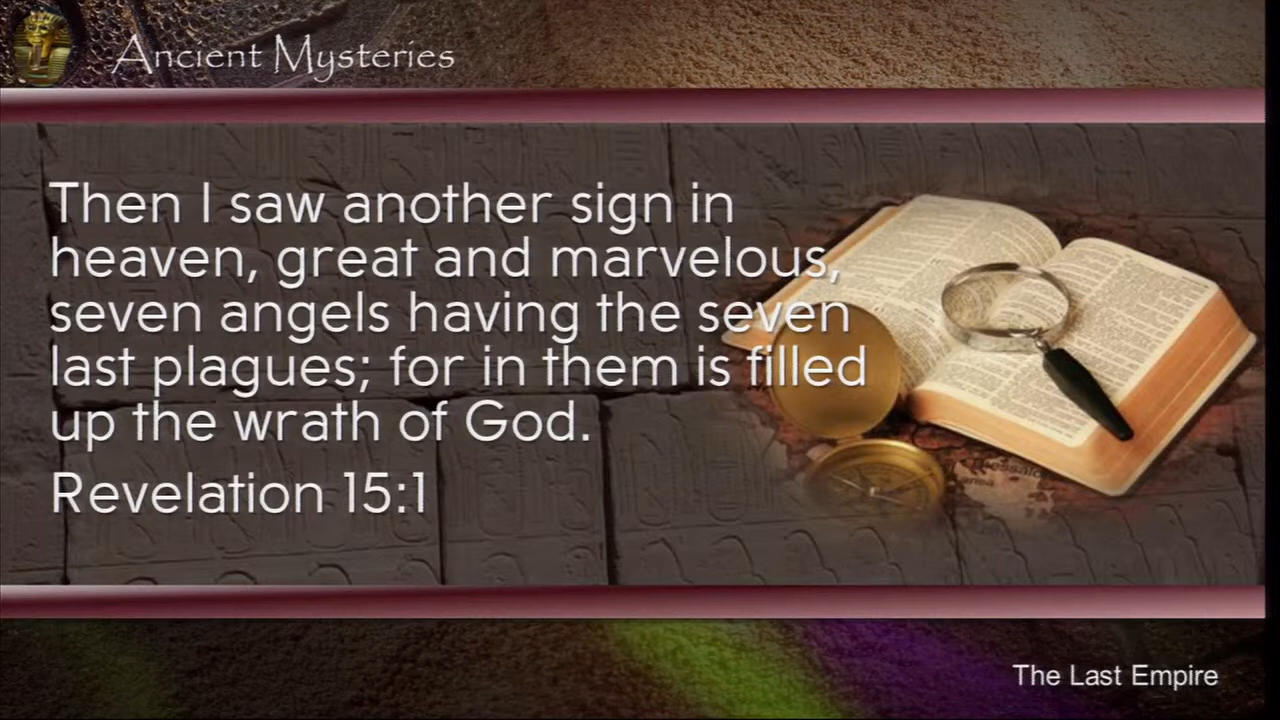 Ancient Mysteries
Then I saw another sign in
heaven, great and marvelous,
seven angels having the seven
last plagues; for in them is filled
up the wrath of God.
Revelation 15:1
The Last Empire